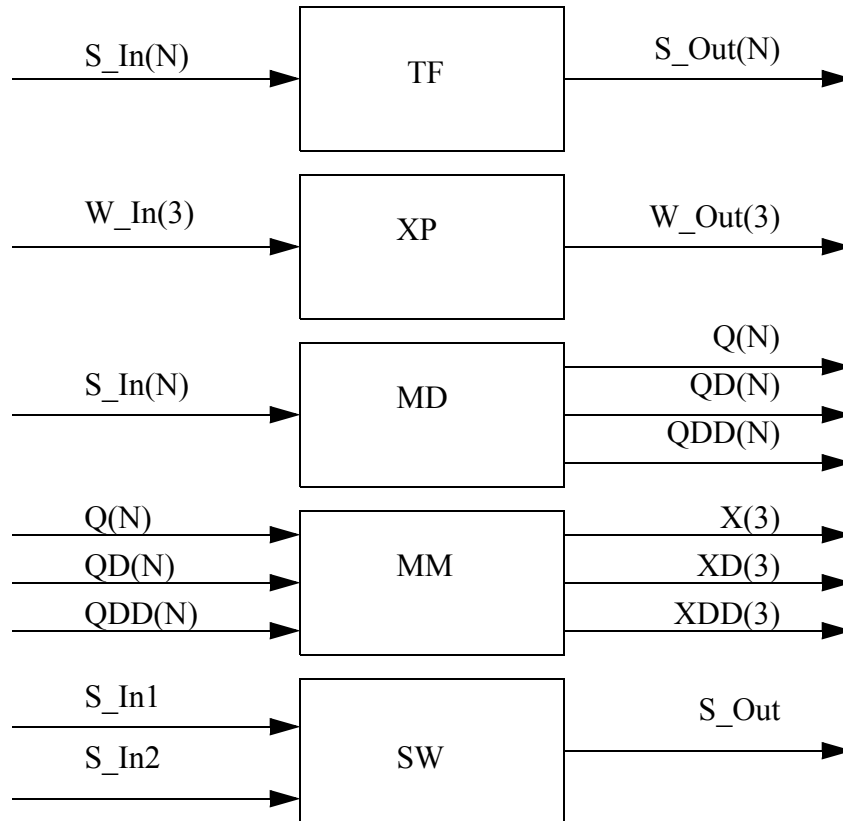 S_In(N)
TF
S_Out(N)
W_In(3)
XP
W_Out(3)
S_In(N)
MD
Q(N)
QD(N)
QDD(N)
Q(N)
QD(N)
QDD(N)
MM
X(3)
XD(3)
XDD(3)
S_In1
S_In2
SW
S_Out